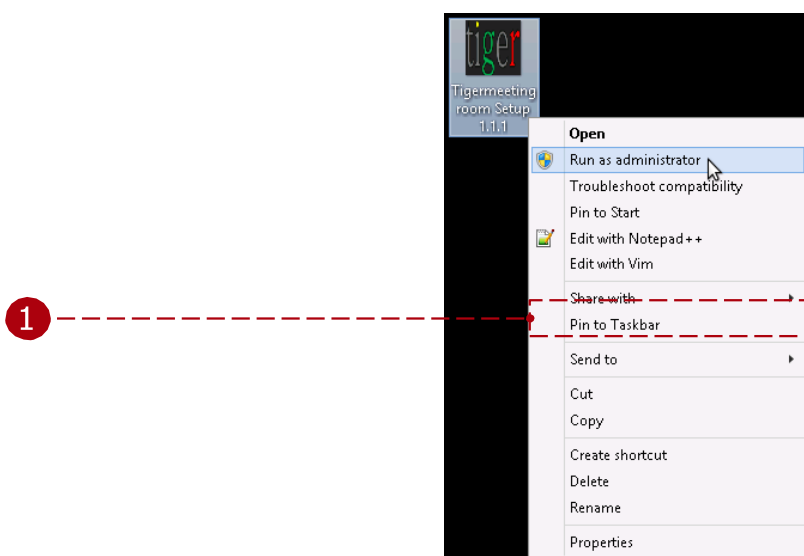 tiger
Tigermeeting
room Setup
1.1.1
Open
Run as administrator
Troubleshoot compatibility
Pin to Start
Edit with Notepad++
Edit with Vim
Share with
1
Pin to Taskbar
Send to
Cut
Copy
Create shortcut
Delete
Rename
Properties